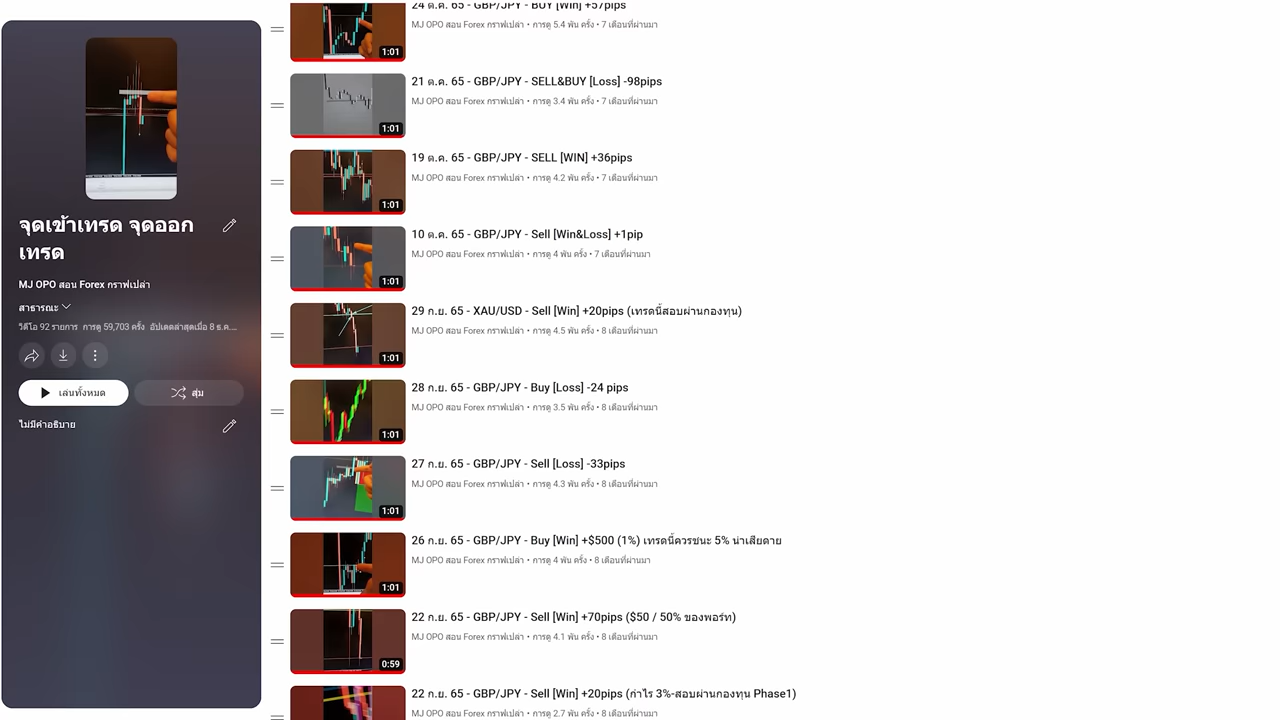 จุดเข้าเทรด จุดออก
เทรด
MJ OPO สอน Forex กราฟเปล่า
สาธารณะ
วิดีโอ 92 รายการ การดู 59,703 ครั้ง อัปเดตล่าสุดเมื่อ 8 ธ.ค....
เล่นทั้งหมด
สุ่ม
ไม่มีคำอธิบาย
24 ต.ค. 65 - GBP/JPY - BUY [Win] +57pips
MJ OPO สอน Forex กราฟเปล่า • การดู 5.4 พัน ครั้ง • 7 เดือนที่ผ่านมา
1:01
21 ต.ค. 65 - GBP/JPY - SELL&BUY [Loss] -98pips
MJ OPO สอน Forex กราฟเปล่า • การดู 3.4 พัน ครั้ง • 7 เดือนที่ผ่านมา
1:01
19 ต.ค. 65 - GBP/JPY - SELL [WIN] +36pips
MJ OPO สอน Forex กราฟเปล่า • การดู 4.2 พัน ครั้ง • 7 เดือนที่ผ่านมา
1:01
10 ต.ค. 65 - GBP/JPY - Sell [Win&Loss] +1pip
MJ OPO สอน Forex กราฟเปล่า • การดู 4 พัน ครั้ง • 7 เดือนที่ผ่านมา
1:01
29 ก.ย. 65 - XAU/USD - Sell [Win] +20pips (เทรดนี้สอบผ่านกองทุน)
MJ OPO สอน Forex กราฟเปล่า • การดู 4.5 พัน ครั้ง • 8 เดือนที่ผ่านมา
1:01
28 ก.ย. 65 - GBP/JPY - Buy [Loss] -24 pips
MJ OPO สอน Forex กราฟเปล่า • การดู 3.5 พัน ครั้ง • 8 เดือนที่ผ่านมา
1:01
27 ก.ย. 65 - GBP/JPY - Sell [Loss] -33pips
MJ OPO สอน Forex กราฟเปล่า • การดู 4.3 พัน ครั้ง • 8 เดือนที่ผ่านมา
1:01
26 ก.ย. 65 - GBP/JPY - Buy [Win] +$500 (1%) เทรดนี้ควรชนะ 5% น่าเสียดาย
MJ OPO สอน Forex กราฟเปล่า • การดู 4 พัน ครั้ง • 8 เดือนที่ผ่านมา
1:01
22 ก.ย. 65 - GBP/JPY - Sell [Win] +70pips ($50 / 50% ของพอร์ท)
MJ OPO สอน Forex กราฟเปล่า • การดู 4.1 พัน ครั้ง • 8 เดือนที่ผ่านมา
0:59
22 ก.ย. 65 - GBP/JPY - Sell [Win] +20pips (กำไร 3%-สอบผ่านกองทุน Phase1)
MJ OPO สอน Forex กราฟเปล่า • การดู 2.7 พัน ครั้ง • 8 เดือนที่ผ่านมา